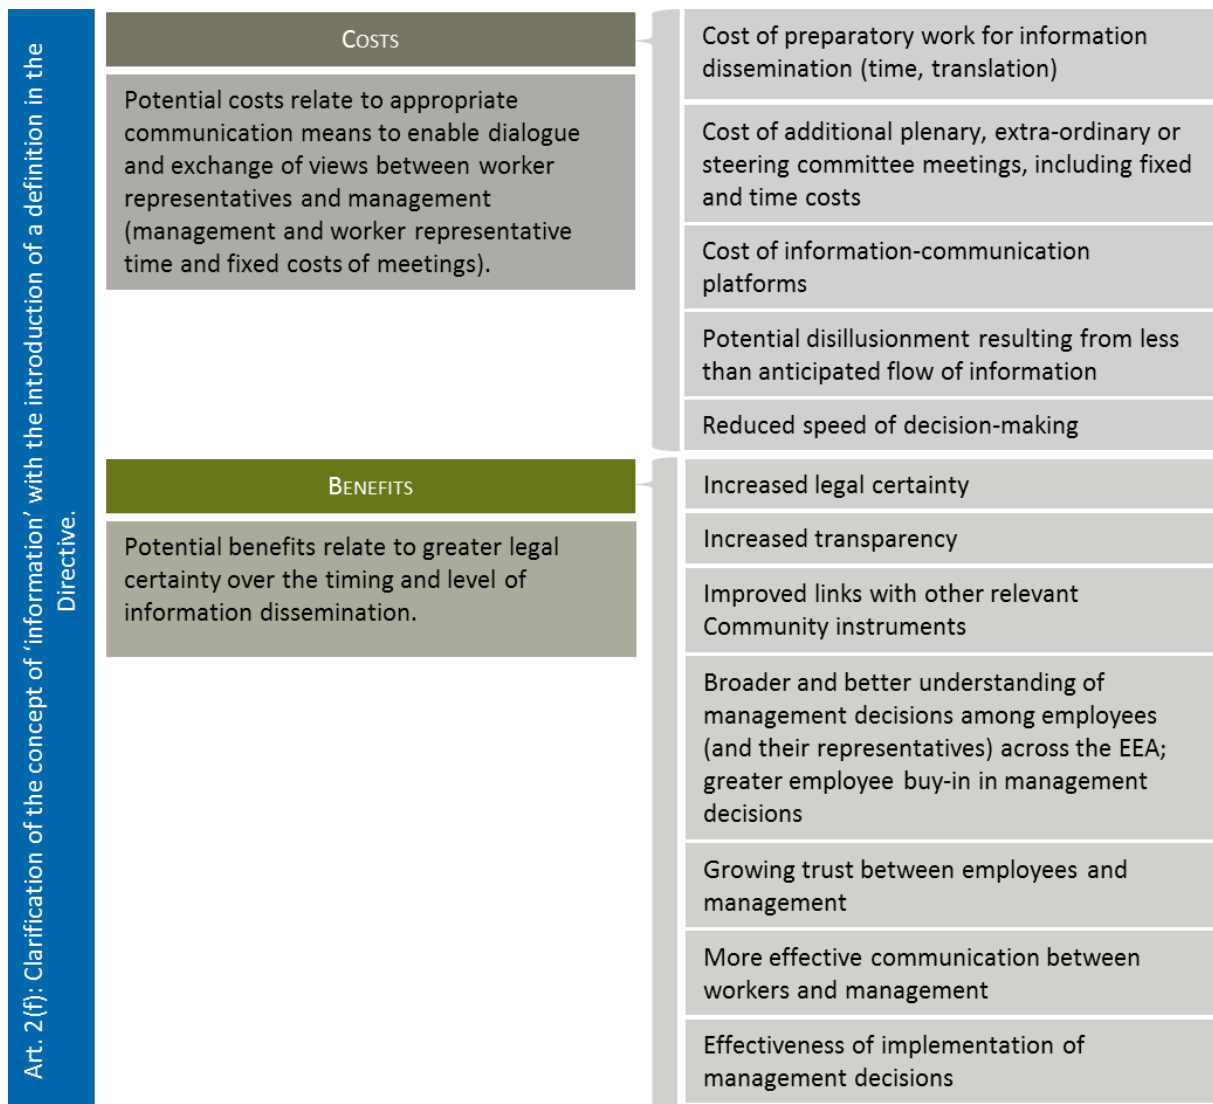 Art. 2(f): Clarification of the concept of ‘information’ with the introduction of a definition in the
Directive.
COSTS
Potential costs relate to appropriate
communication means to enable dialogue
and exchange of views between worker
representatives and management
(management and worker representative
time and fixed costs of meetings).
Cost of preparatory work for information
dissemination (time, translation)
Cost of additional plenary, extra-ordinary or
steering committee meetings, including fixed
and time costs
Cost of information-communication
platforms
Potential disillusionment resulting from less
than anticipated flow of information
Reduced speed of decision-making
BENEFITS
Potential benefits relate to greater legal
certainty over the timing and level of
information dissemination.
Increased legal certainty
Increased transparency
Improved links with other relevant
Community instruments
Broader and better understanding of
management decisions among employees
(and their representatives) across the EEA;
greater employee buy-in in management
decisions
Growing trust between employees and
management
More effective communication between
workers and management
Effectiveness of implementation of
management decisions